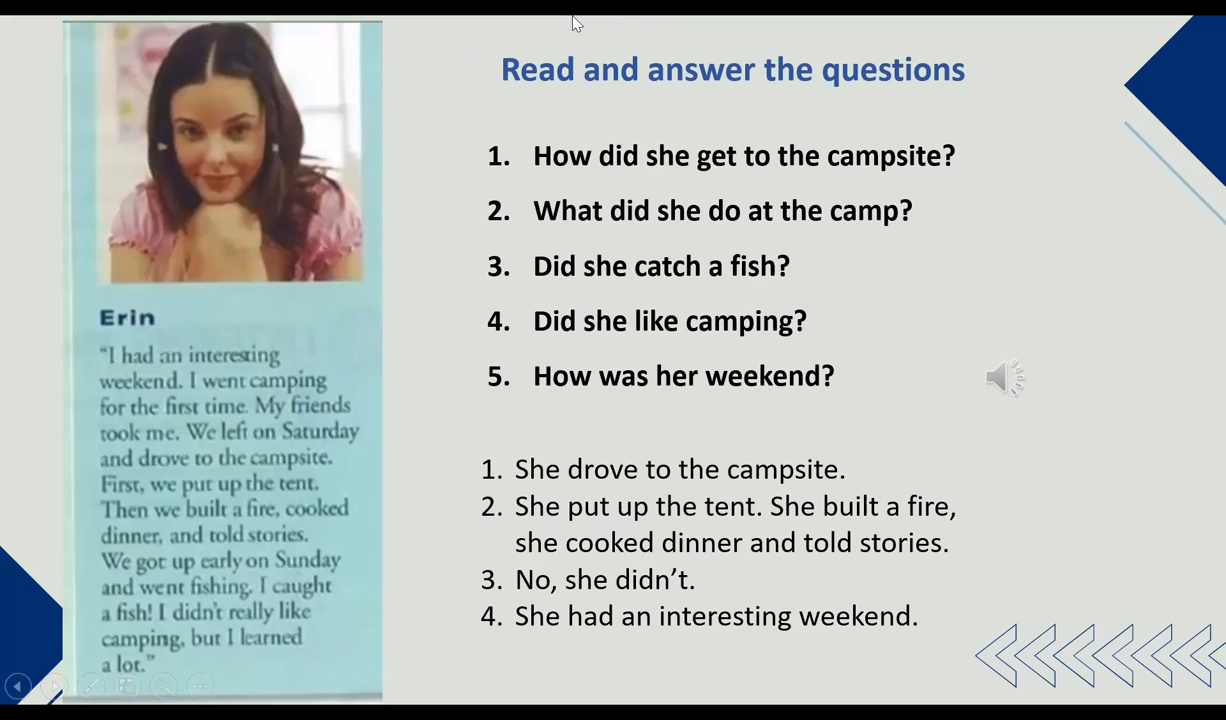 Erin
"I had an interesting
weekend. I went camping
for the first time. My friends
took me. We left on Saturday
and drove to the campsite.
First, we put up the tent.
Then we built a fire, cooked
dinner, and told stories.
We got up early on Sunday
and went fishing. I caught
a fish! I didn't really like
camping, but I learned
a lot."
Read and answer the questions
1. How did she get to the campsite?
2. What did she do at the camp?
3. Did she catch a fish?
4. Did she like camping?
5. How was her weekend?
1. She drove to the campsite.
2. She put up the tent. She built a fire,
she cooked dinner and told stories.
3. No, she didn't.
4. She had an interesting weekend.